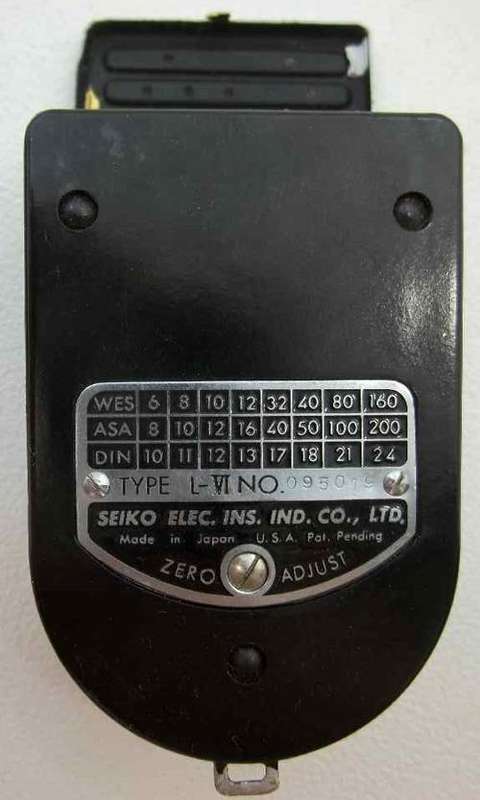 WES 6 8 10 12 32 40 80 160
ASA 8 10 12 16 40 50 100 200
DIN 10 11 12 13 17 18 21 24
TYPE L-VI NO.
SEIKO ELEC. INS. IND. CO., LTD.
Made in Japan U.S.A. Pat. Pending
ZERO ADJUST